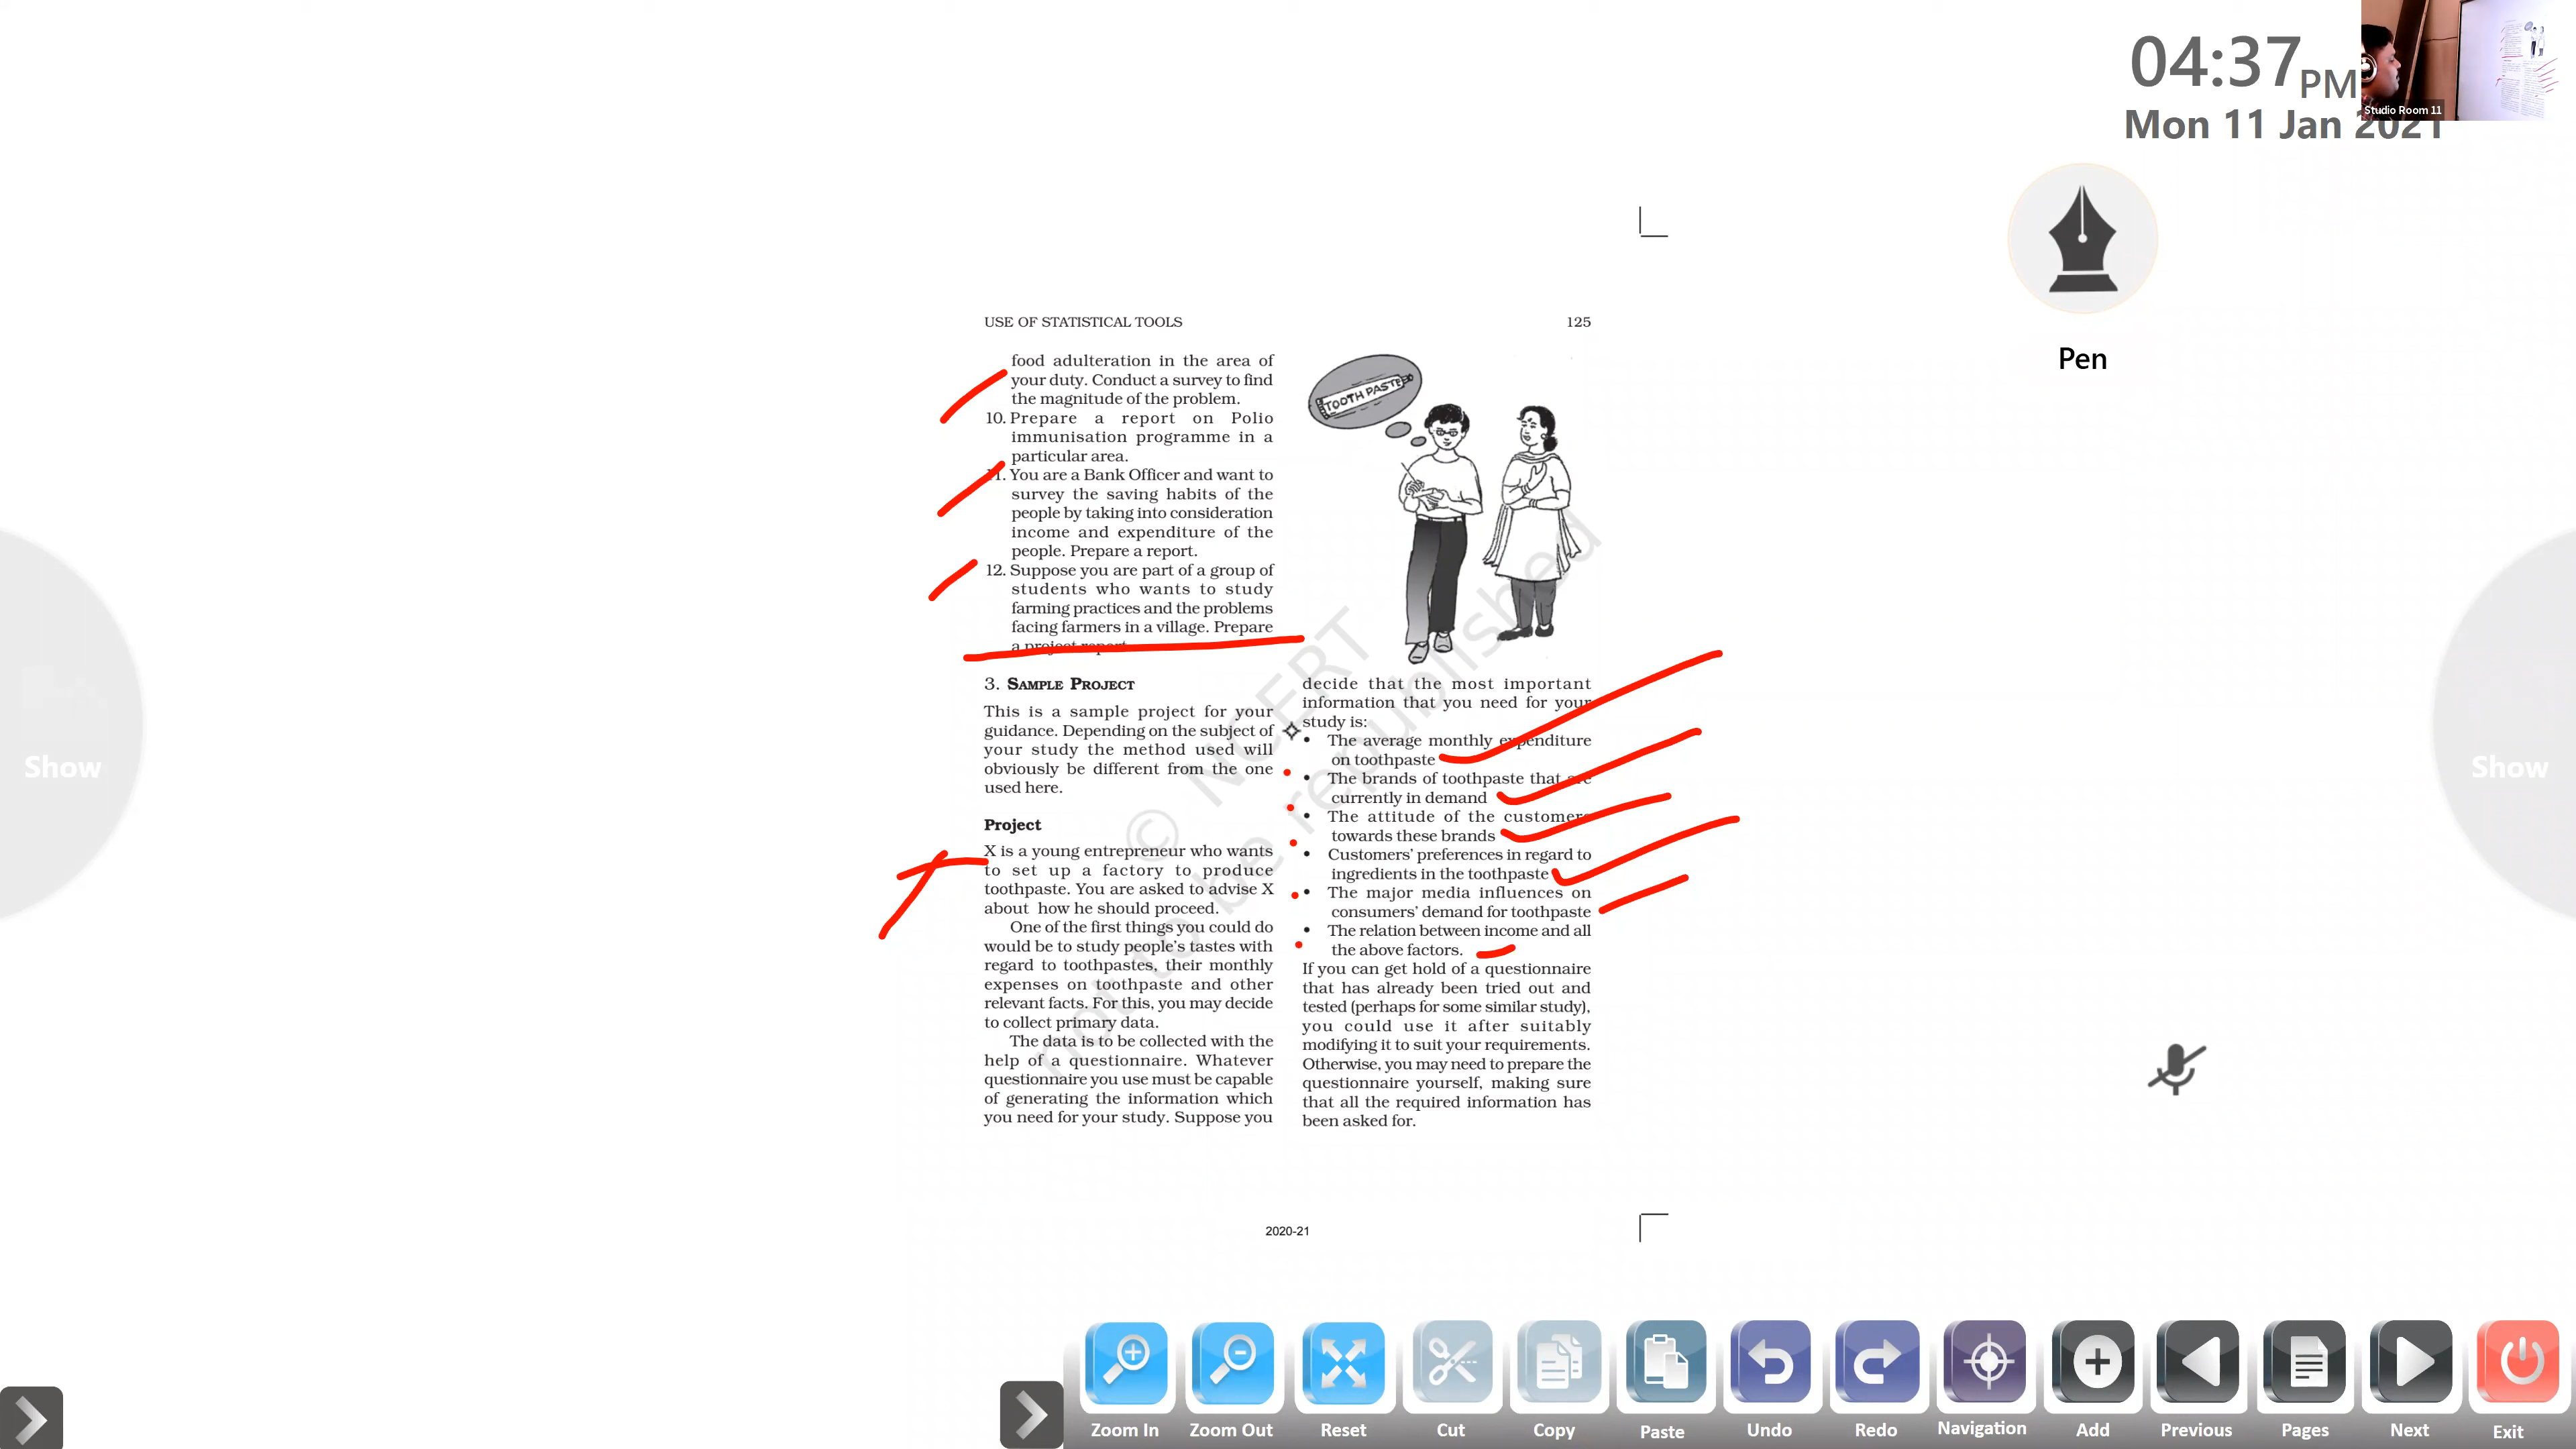 04:37 PM
Studio Room 11
Mon 11 Jan 2021
Pen
USE OF STATISTICAL TOOLS 125
food adulteration in the area of
your duty. Conduct a survey to find
the magnitude of the problem.
10. Prepare a report on Polio
immunisation programme in a
particular area.
11. You are a Bank Officer and want to
survey the saving habits of the
people by taking into consideration
income and expenditure of the
people. Prepare a report.
12. Suppose you are part of a group of
students who wants to study
farming practices and the problems
facing farmers in a village. Prepare
a project report.
3. SAMPLE PROJECT
This is a sample project for your
guidance. Depending on the subject of
your study the method used will
obviously be different from the one
used here.
Project
X is a young entrepreneur who wants
to set up a factory to produce
toothpaste. You are asked to advise X
about how he should proceed.
One of the first things you could do
would be to study people's tastes with
regard to toothpastes, their monthly
expenses on toothpaste and other
relevant facts. For this, you may decide
to collect primary data.
The data is to be collected with the
help of a questionnaire. Whatever
questionnaire you use must be capable
of generating the information which
you need for your study. Suppose you
TOOTH PASTE
decide that the most important
information that you need for your
study is:
• The average monthly expenditure
on toothpaste
• The brands of toothpaste that are
currently in demand
• The attitude of the customers
towards these brands
• Customers' preferences in regard to
ingredients in the toothpaste
• The major media influences on
consumers' demand for toothpaste
• The relation between income and all
the above factors.
If you can get hold of a questionnaire
that has already been tried out and
tested (perhaps for some similar study),
you could use it after suitably
modifying it to suit your requirements.
Otherwise, you may need to prepare the
questionnaire yourself, making sure
that all the required information has
been asked for.
© NCERT
not to be republished
2020-21
Show
Show
Zoom In
Zoom Out
Reset
Cut
Copy
Paste
Undo
Redo
Navigation
Add
Previous
Pages
Next
Exit